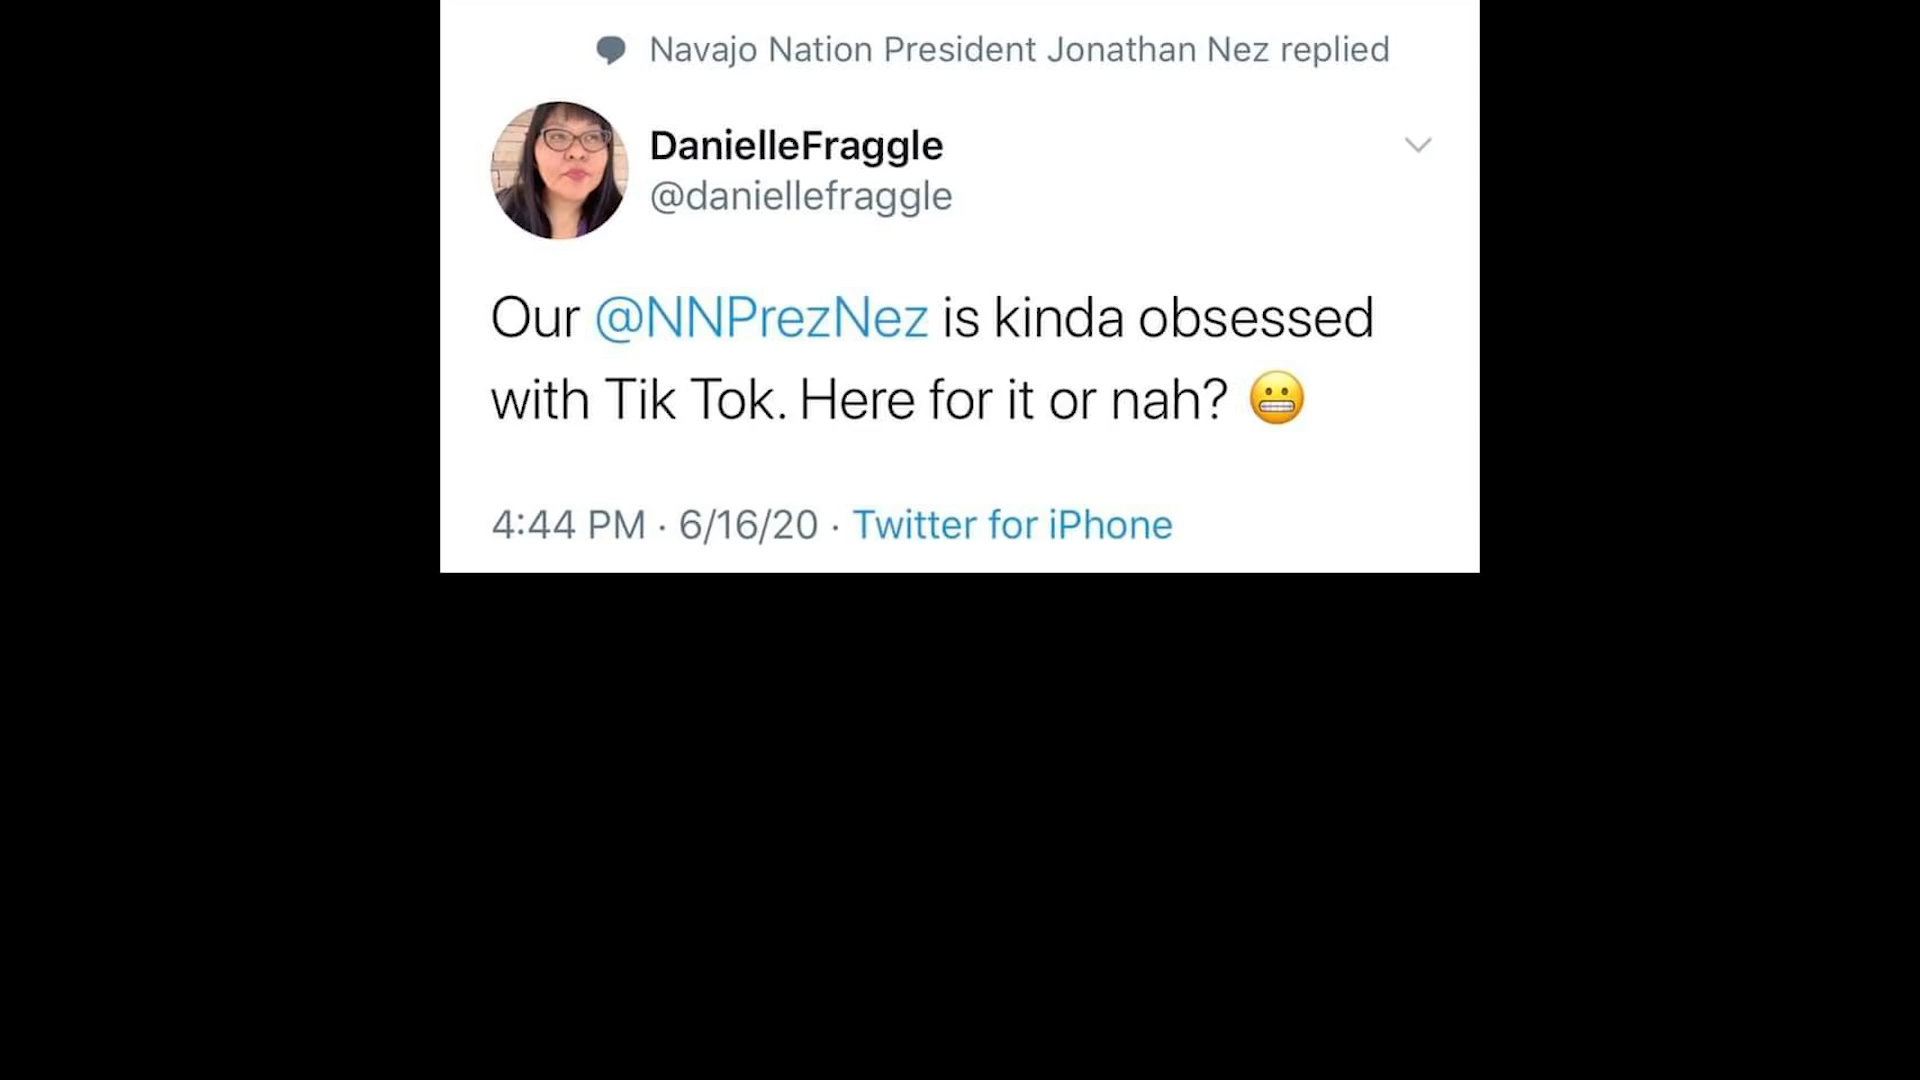 Navajo Nation President Jonathan Nez replied
DanielleFraggle
@daniellefraggle
Our @NNPrezNez is kinda obsessed
with Tik Tok. Here for it or nah? 😬
4:44 PM · 6/16/20 · Twitter for iPhone